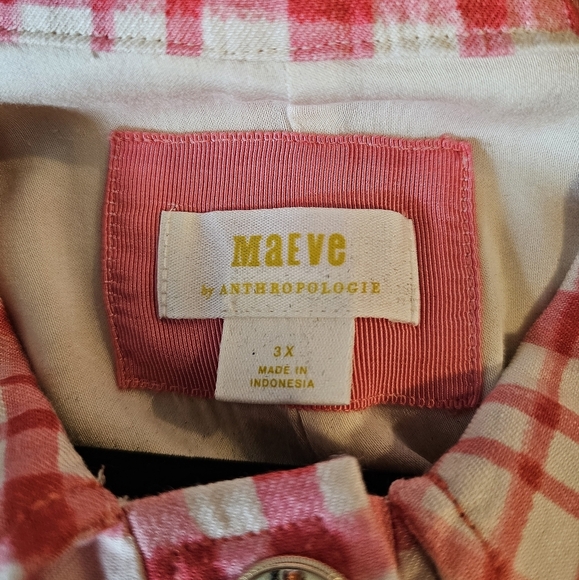 MaEVe
by ANTHROPOLOGIE
3X
MADE IN
INDONESIA